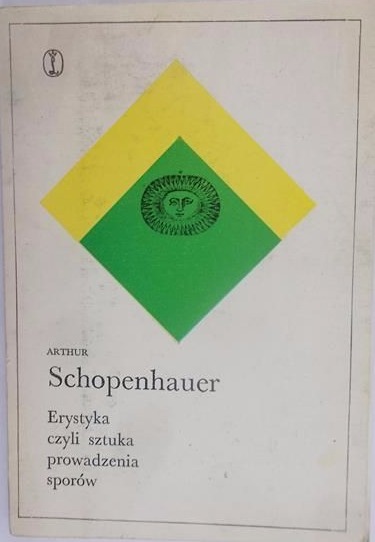 ARTHUR
Schopenhauer
Erystyka
czyli sztuka
prowadzenia
sporów